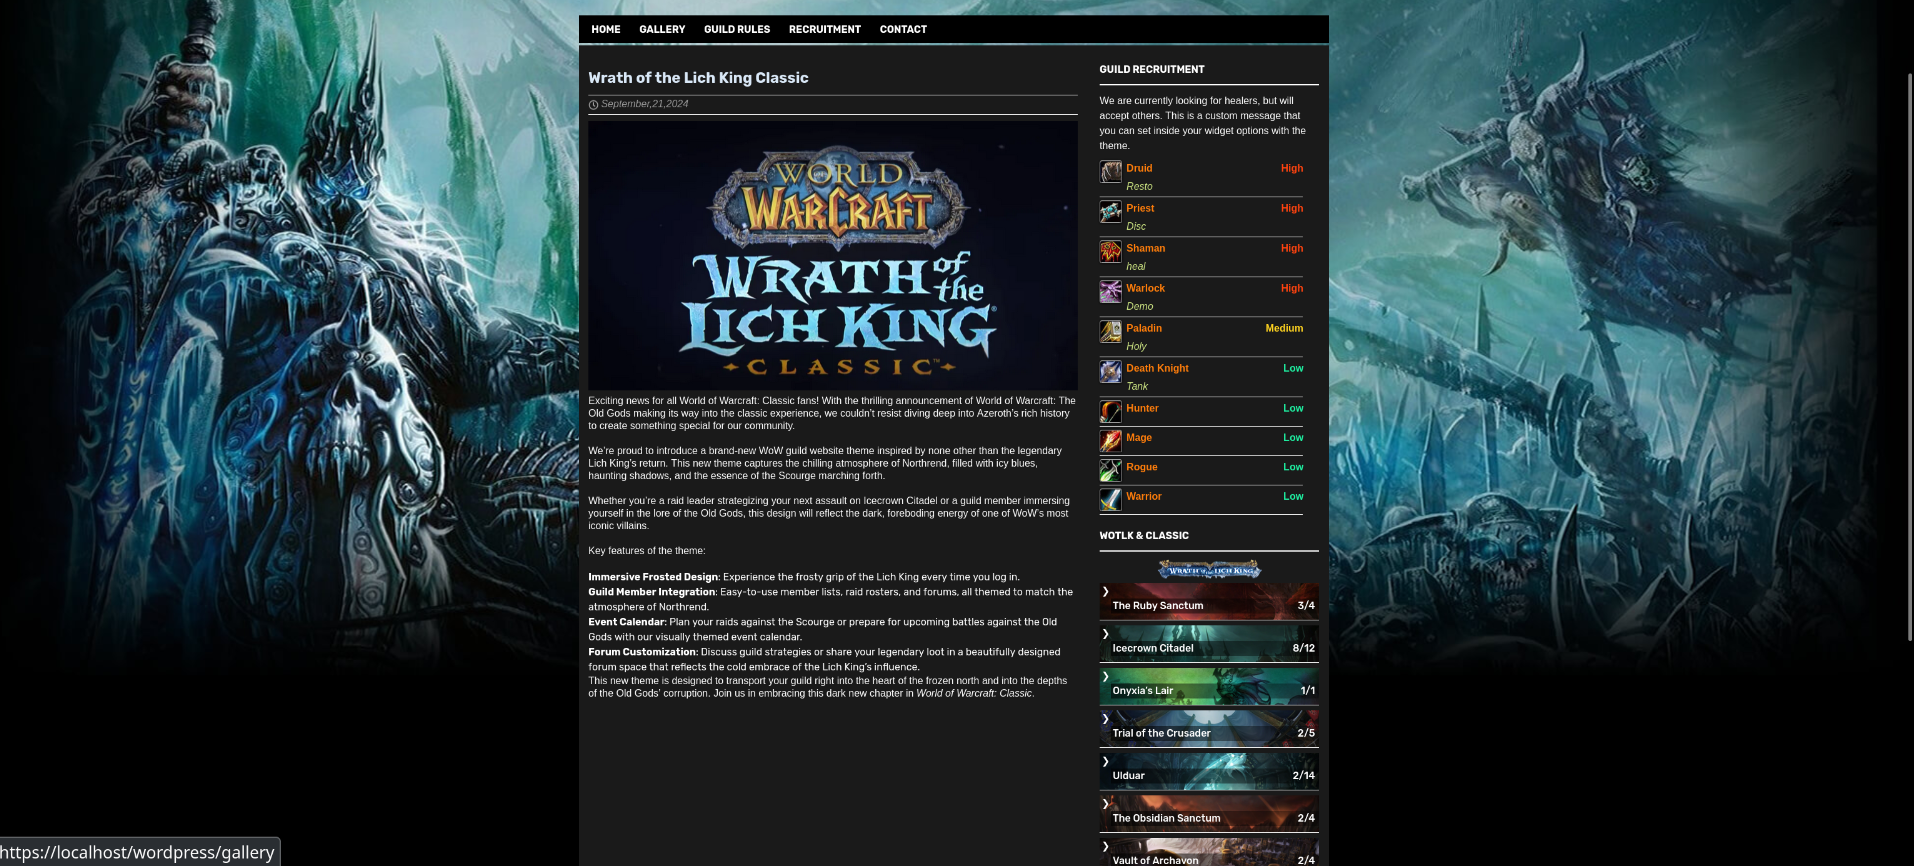 HOME GALLERY GUILD RULES RECRUITMENT CONTACT
Wrath of the Lich King Classic
September,21,2024
WORLD
WARCRAFT
WRATH of the
LICH KING®
CLASSIC™
Exciting news for all World of Warcraft: Classic fans! With the thrilling announcement of World of Warcraft: The
Old Gods making its way into the classic experience, we couldn't resist diving deep into Azeroth's rich history
to create something special for our community.
We're proud to introduce a brand-new WoW guild website theme inspired by none other than the legendary
Lich King's return. This new theme captures the chilling atmosphere of Northrend, filled with icy blues,
haunting shadows, and the essence of the Scourge marching forth.
Whether you're a raid leader strategizing your next assault on Icecrown Citadel or a guild member immersing
yourself in the lore of the Old Gods, this design will reflect the dark, foreboding energy of one of WoW's most
iconic villains.
Key features of the theme:
Immersive Frosted Design: Experience the frosty grip of the Lich King every time you log in.
Guild Member Integration: Easy-to-use member lists, raid rosters, and forums, all themed to match the
atmosphere of Northrend.
Event Calendar: Plan your raids against the Scourge or prepare for upcoming battles against the Old
Gods with our visually themed event calendar.
Forum Customization: Discuss guild strategies or share your legendary loot in a beautifully designed
forum space that reflects the cold embrace of the Lich King's influence.
This new theme is designed to transport your guild right into the heart of the frozen north and into the depths
of the Old Gods' corruption. Join us in embracing this dark new chapter in World of Warcraft: Classic.
GUILD RECRUITMENT
We are currently looking for healers, but will
accept others. This is a custom message that
you can set inside your widget options with the
theme.
Druid High
Resto
Priest High
Disc
Shaman High
heal
Warlock High
Demo
Paladin Medium
Holy
Death Knight Low
Tank
Hunter Low
Mage Low
Rogue Low
Warrior Low
WOTLK & CLASSIC
WRATH of the LICH KING
The Ruby Sanctum 3/4
Icecrown Citadel 8/12
Onyxia's Lair 1/1
Trial of the Crusader 2/5
Ulduar 2/14
The Obsidian Sanctum 2/4
Vault of Archavon 2/4
https://localhost/wordpress/gallery